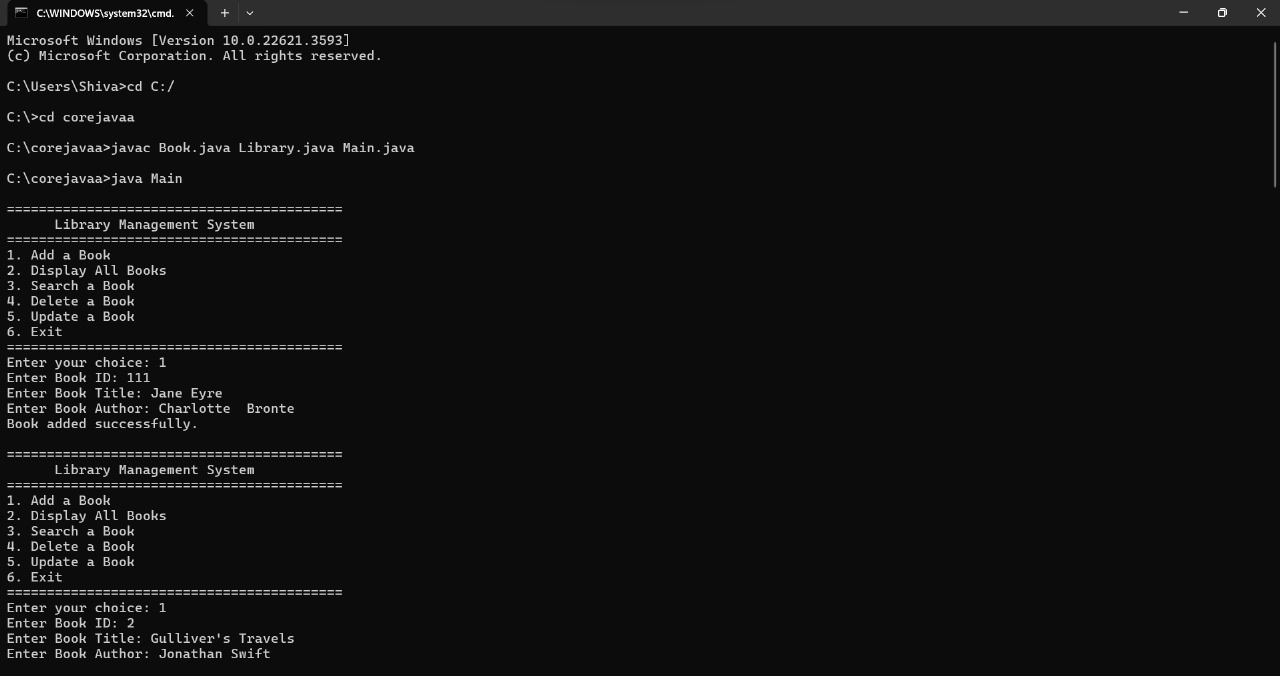 C:\WINDOWS\system32\cmd.
Microsoft Windows [Version 10.0.22621.3593]
(c) Microsoft Corporation. All rights reserved.
C:\Users\Shiva>cd C:/
C:\>cd corejavaa
C:\corejavaa>javac Book.java Library.java Main.java
C:\corejavaa>java Main
==========================================
      Library Management System
==========================================
1. Add a Book
2. Display All Books
3. Search a Book
4. Delete a Book
5. Update a Book
6. Exit
==========================================
Enter your choice: 1
Enter Book ID: 111
Enter Book Title: Jane Eyre
Enter Book Author: Charlotte  Bronte
Book added successfully.
==========================================
      Library Management System
==========================================
1. Add a Book
2. Display All Books
3. Search a Book
4. Delete a Book
5. Update a Book
6. Exit
==========================================
Enter your choice: 1
Enter Book ID: 2
Enter Book Title: Gulliver's Travels
Enter Book Author: Jonathan Swift